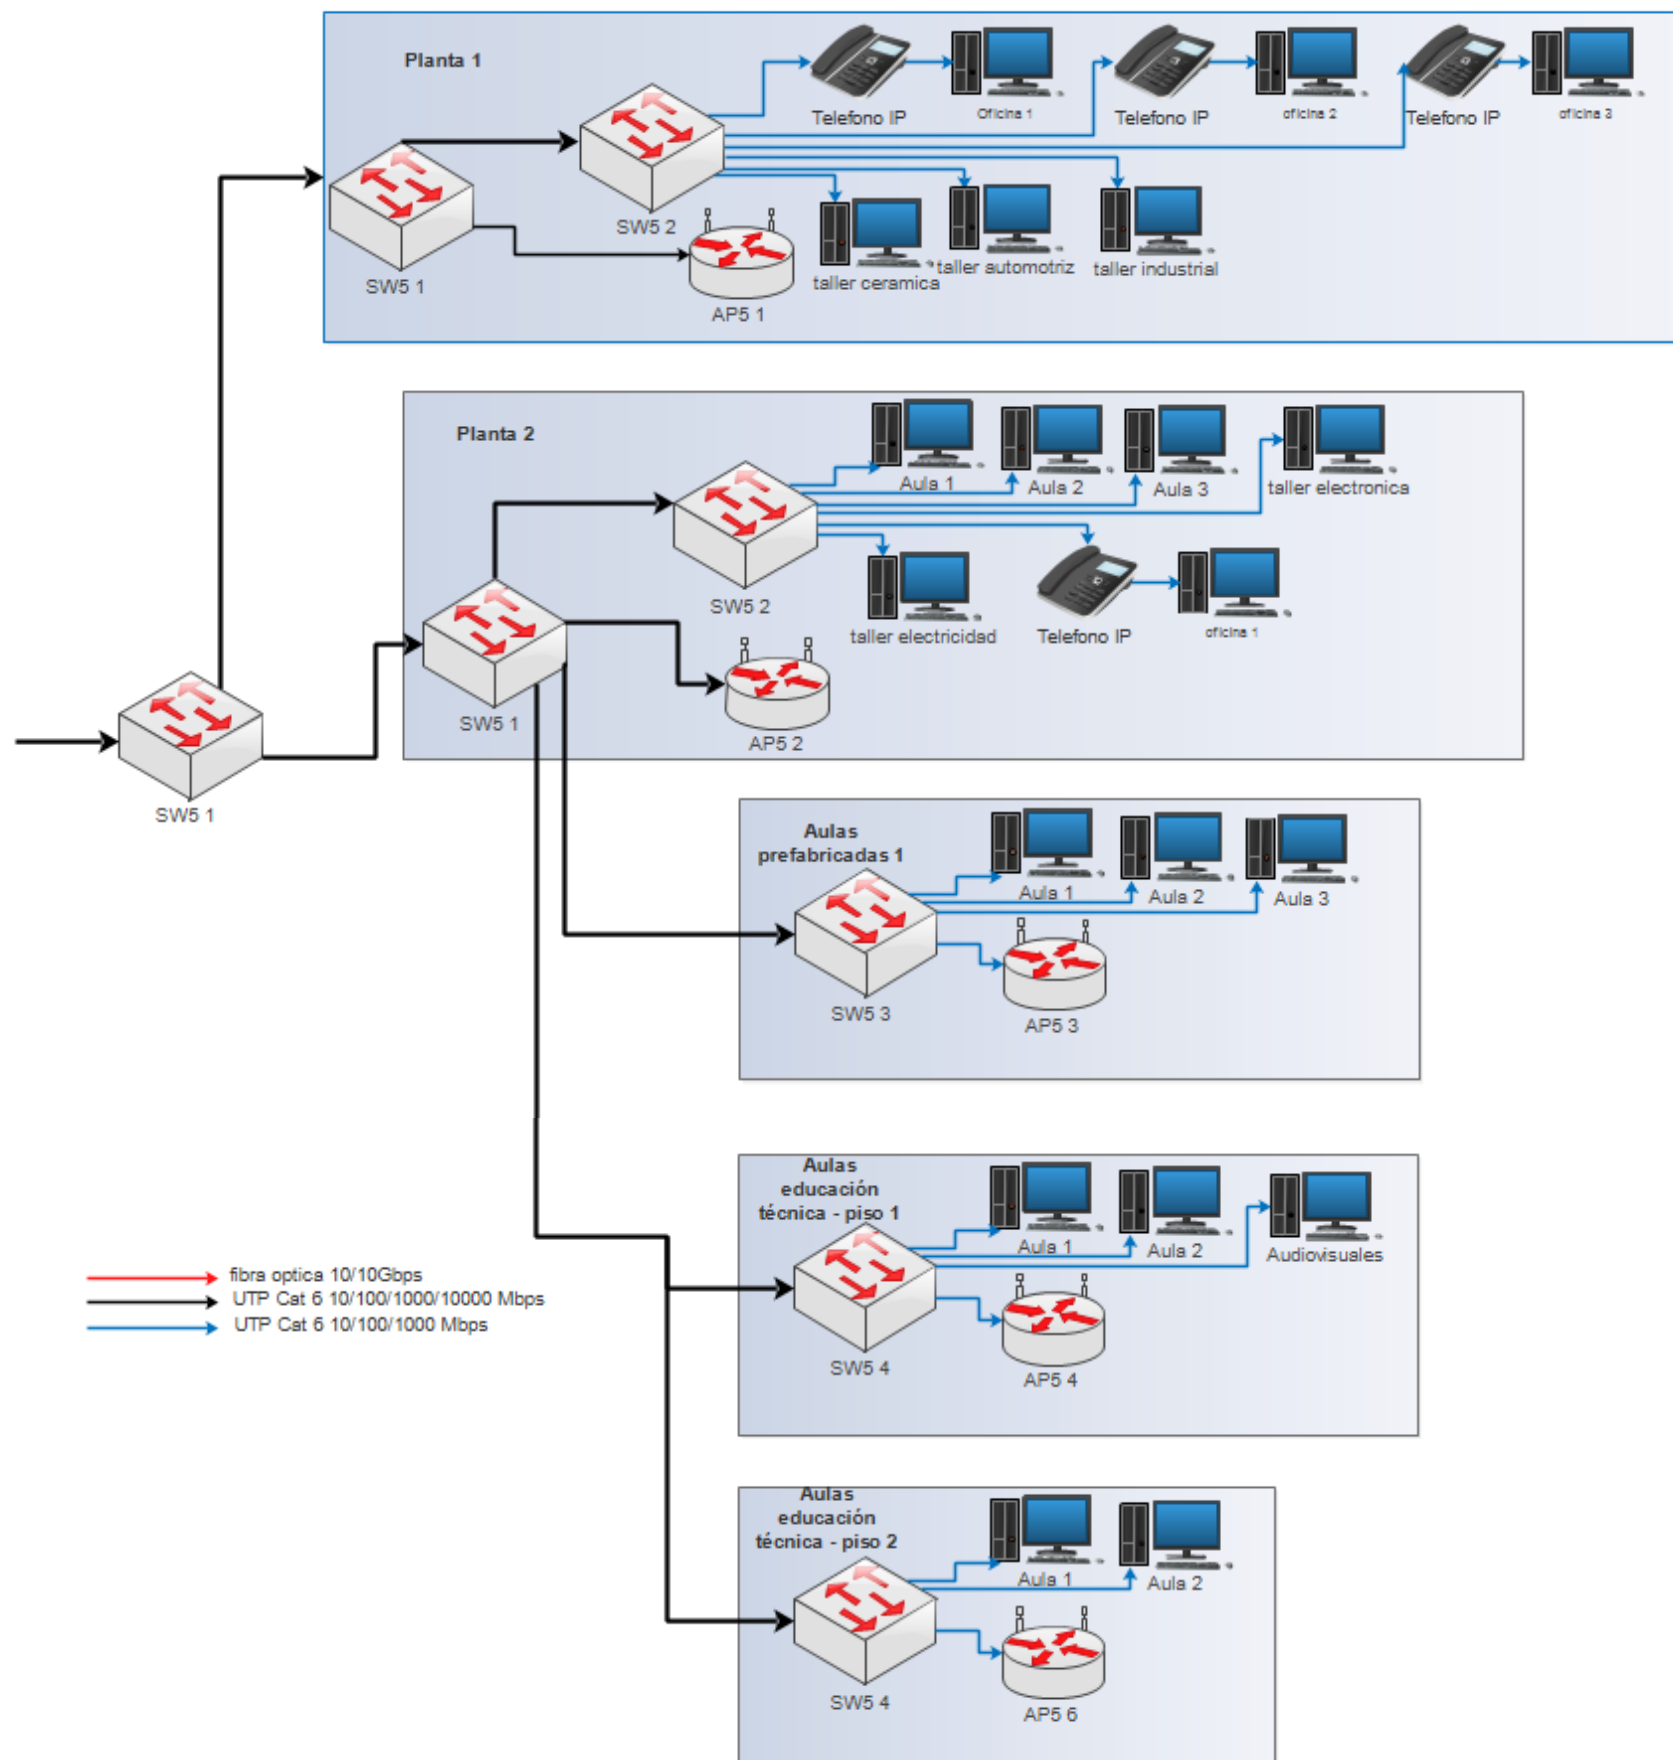 Planta 1
Telefono IP
Oficina 1
Telefono IP
oficina 2
Telefono IP
oficina 3
SW5 2
SW5 1
AP5 1
taller ceramica
taller automotriz
taller industrial
Planta 2
Aula 1
Aula 2
Aula 3
taller electronica
SW5 2
taller electricidad
Telefono IP
oficina 1
SW5 1
AP5 2
SW5 1
Aulas
prefabricadas 1
Aula 1
Aula 2
Aula 3
SW5 3
AP5 3
Aulas
educación
técnica - piso 1
Aula 1
Aula 2
Audiovisuales
SW5 4
AP5 4
fibra optica 10/10Gbps
UTP Cat 6 10/100/1000/10000 Mbps
UTP Cat 6 10/100/1000 Mbps
Aulas
educación
técnica - piso 2
Aula 1
Aula 2
SW5 4
AP5 6